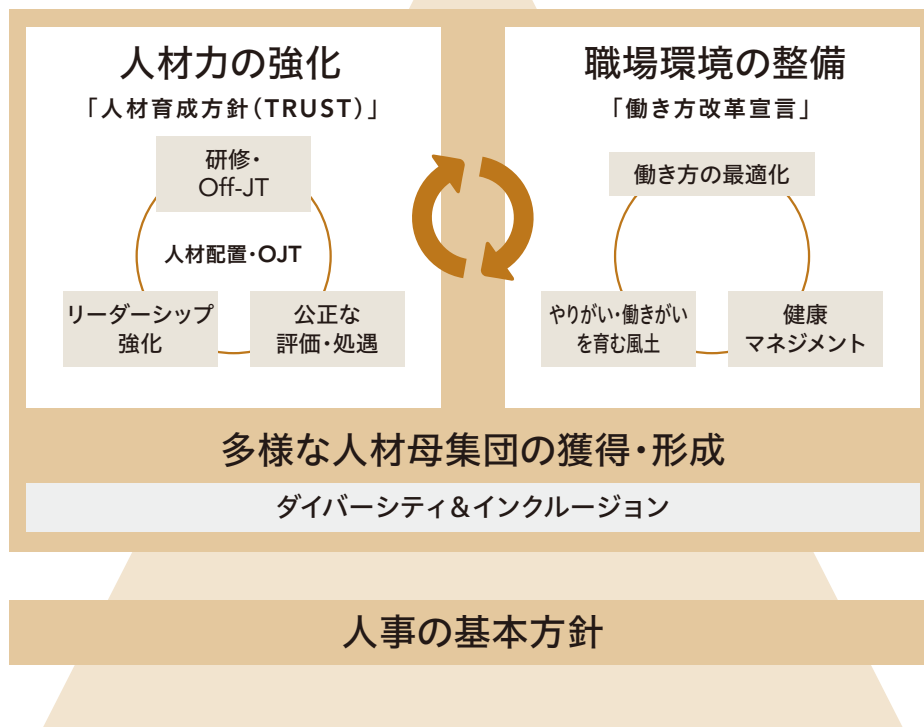 人材力の強化
「人材育成方針(TRUST)」
研修・
Off-JT
人材配置・OJT
リーダーシップ
強化
公正な
評価・処遇
職場環境の整備
「働き方改革宣言」
働き方の最適化
やりがい・働きがい
を育む風土
健康
マネジメント
多様な人材母集団の獲得・形成
ダイバーシティ&インクルージョン
人事の基本方針